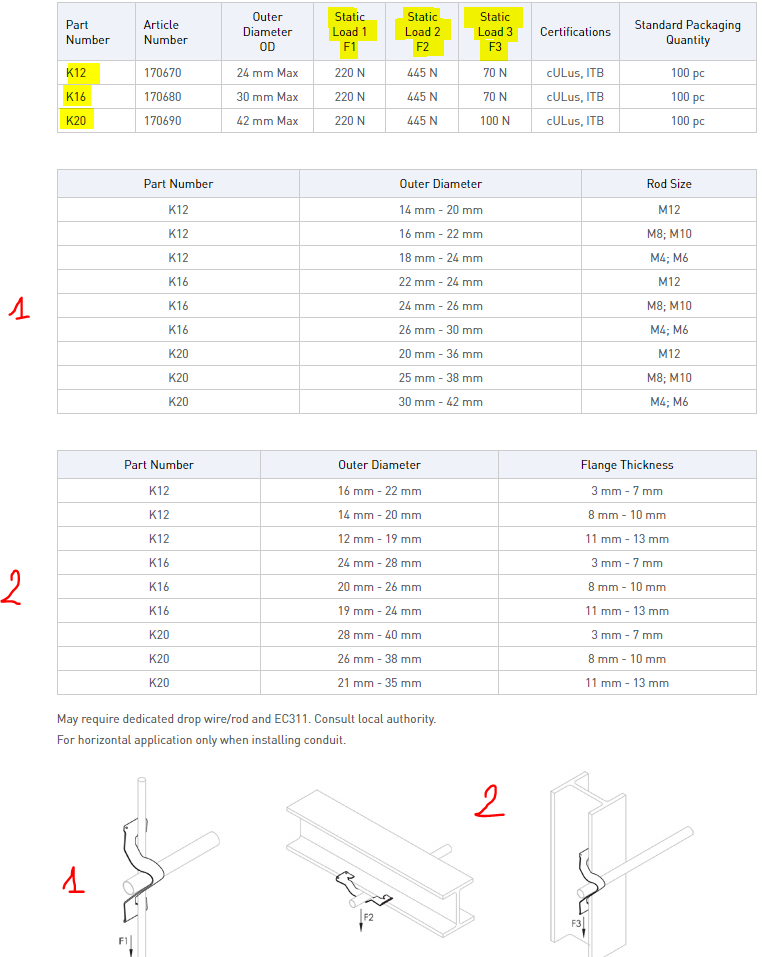 Part Number Article Number Outer Diameter OD Static Load 1 F1 Static Load 2 F2 Static Load 3 F3 Certifications Standard Packaging Quantity
K12 170670 24 mm Max 220 N 445 N 70 N cULus, ITB 100 pc
K16 170680 30 mm Max 220 N 445 N 70 N cULus, ITB 100 pc
K20 170690 42 mm Max 220 N 445 N 100 N cULus, ITB 100 pc
Part Number Outer Diameter Rod Size
K12 14 mm - 20 mm M12
K12 16 mm - 22 mm M8; M10
K12 18 mm - 24 mm M4; M6
K16 22 mm - 24 mm M12
1
K16 24 mm - 26 mm M8; M10
K16 26 mm - 30 mm M4; M6
K20 20 mm - 36 mm M12
K20 25 mm - 38 mm M8; M10
K20 30 mm - 42 mm M4; M6
Part Number Outer Diameter Flange Thickness
K12 16 mm - 22 mm 3 mm - 7 mm
K12 14 mm - 20 mm 8 mm - 10 mm
K12 12 mm - 19 mm 11 mm - 13 mm
K16 24 mm - 28 mm 3 mm - 7 mm
2
K16 20 mm - 26 mm 8 mm - 10 mm
K16 19 mm - 24 mm 11 mm - 13 mm
K20 28 mm - 40 mm 3 mm - 7 mm
K20 26 mm - 38 mm 8 mm - 10 mm
K20 21 mm - 35 mm 11 mm - 13 mm
May require dedicated drop wire/rod and EC311. Consult local authority.
For horizontal application only when installing conduit.
2
1
F1
F2
F3